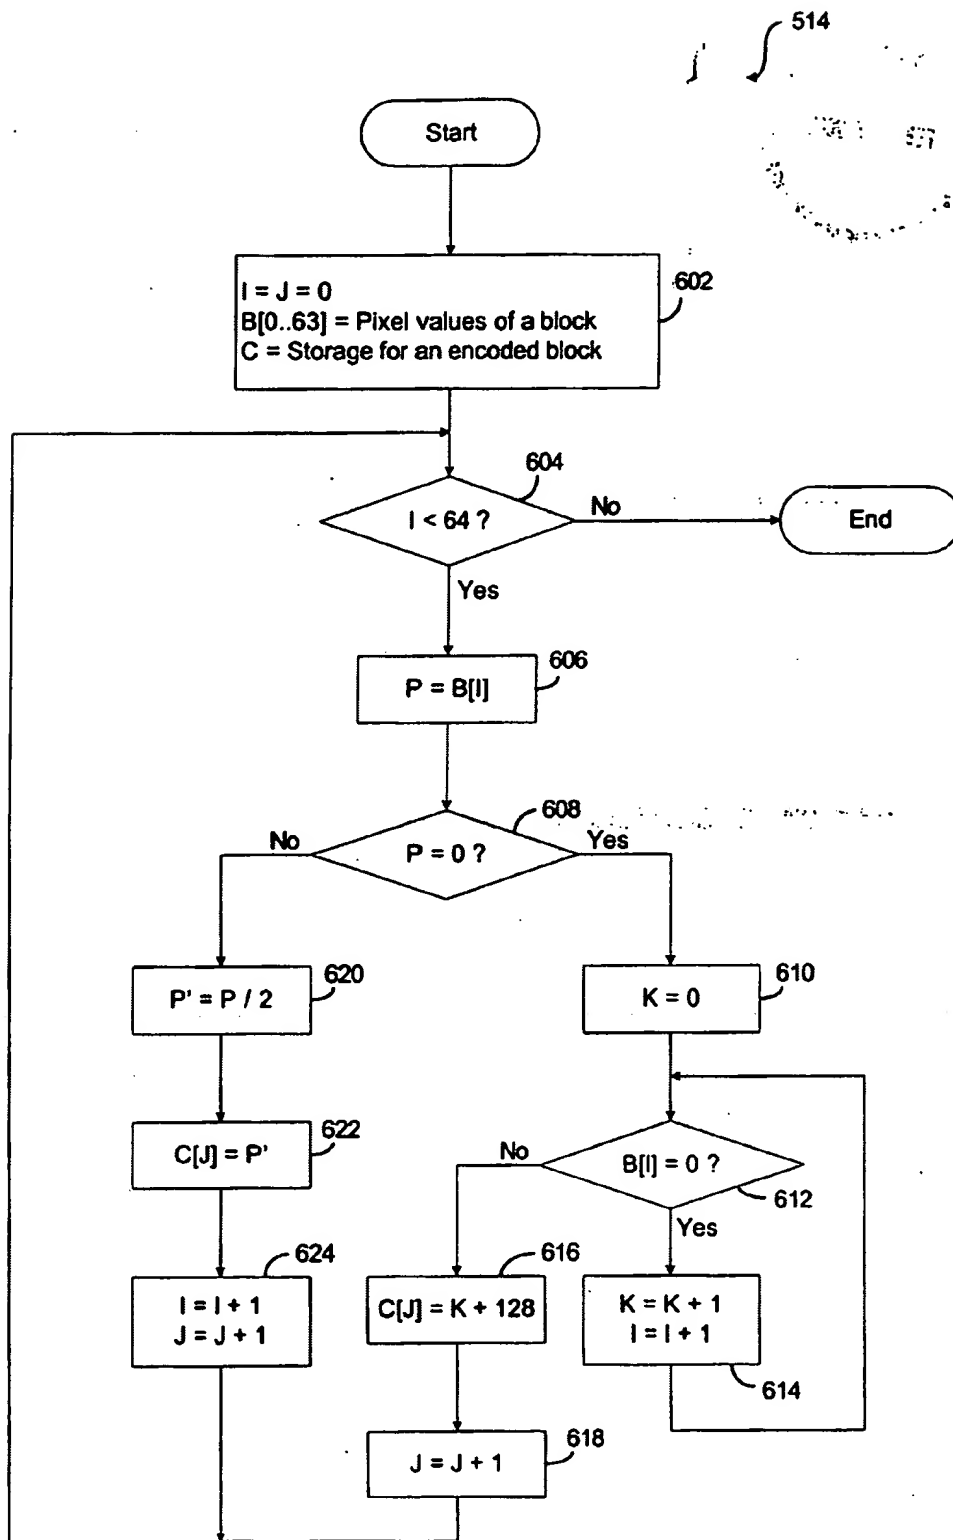 514
Start
I = J = 0
B[0..63] = Pixel values of a block
C = Storage for an encoded block
602
604
I < 64 ?
No
End
Yes
606
P = B[I]
608
No
P = 0 ?
Yes
620
P' = P / 2
610
K = 0
622
C[J] = P'
No
B[I] = 0 ?
612
Yes
624
I = I + 1
J = J + 1
616
C[J] = K + 128
K = K + 1
I = I + 1
614
618
J = J + 1